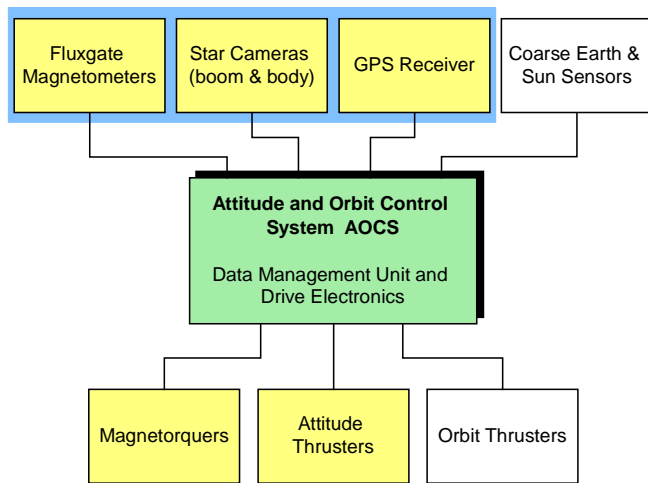 Fluxgate
Magnetometers
Star Cameras
(boom & body)
GPS Receiver
Coarse Earth &
Sun Sensors
Attitude and Orbit Control
System AOCS
Data Management Unit and
Drive Electronics
Magnetorquers
Attitude
Thrusters
Orbit Thrusters